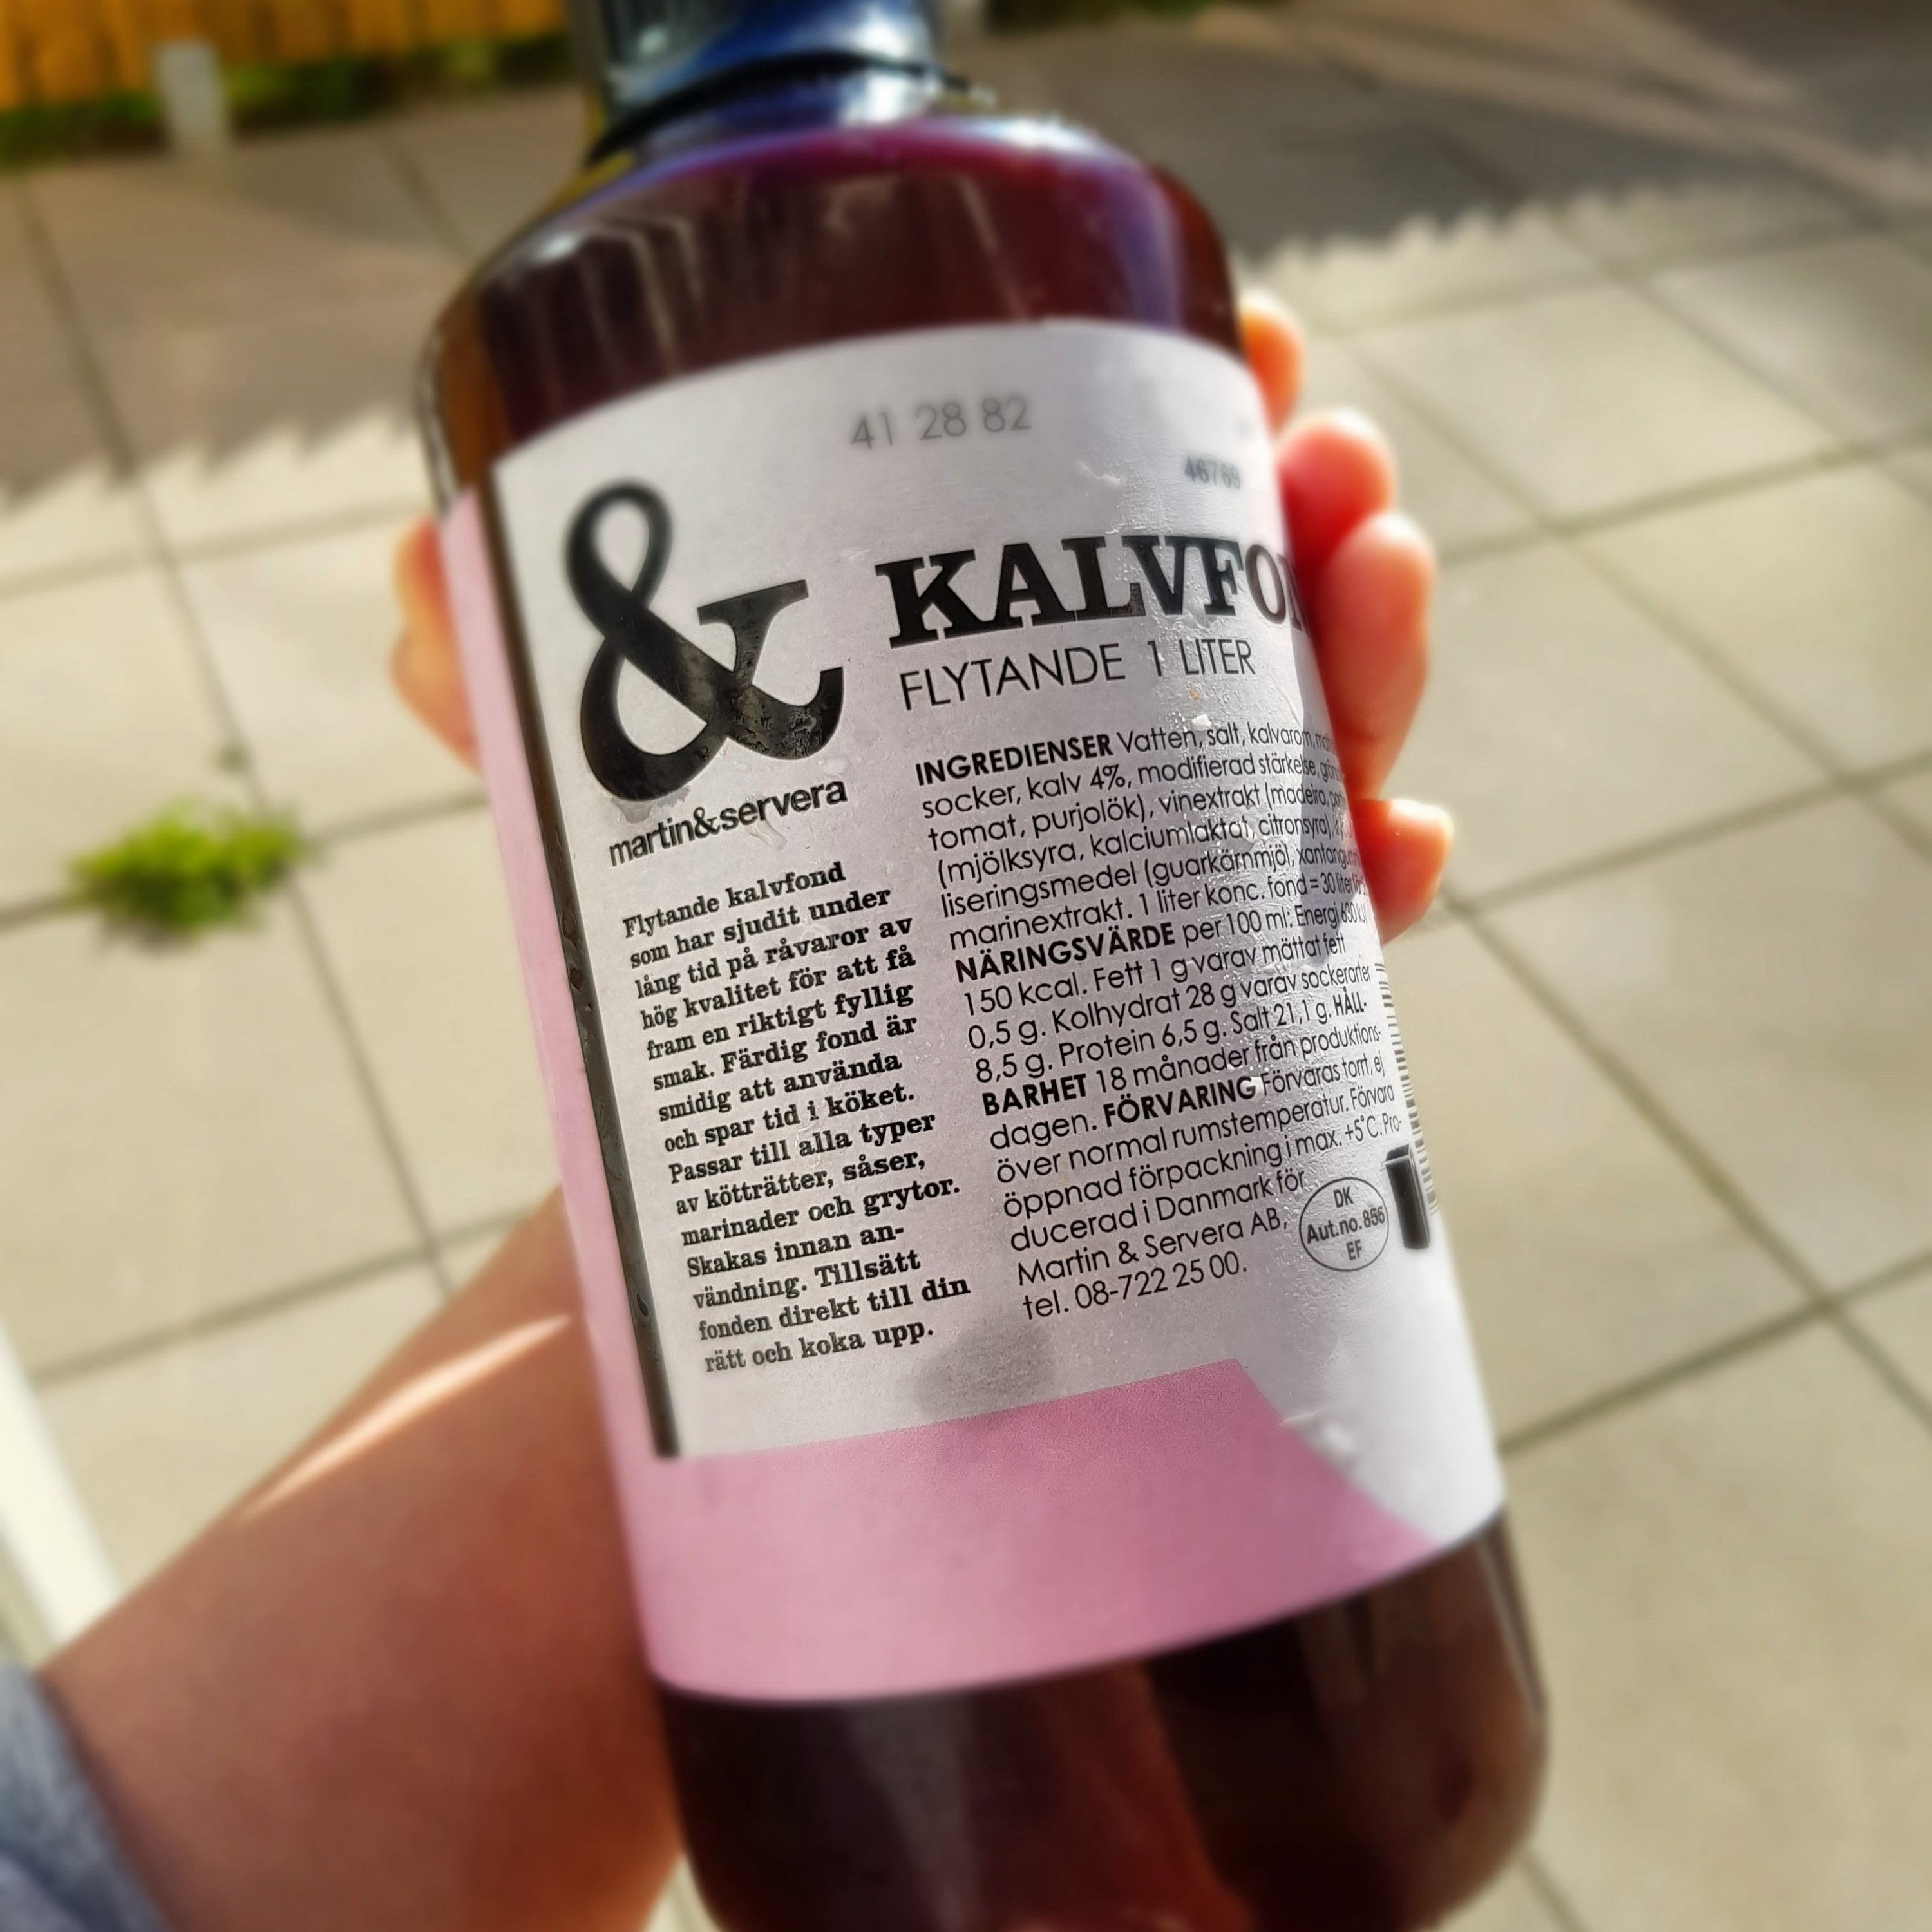 41 28 82
46769
&
KALVFO
FLYTANDE 1 LITER
martin&servera
Flytande kalvfond
som har sjudit under
lång tid på råvaror av
hög kvalitet för att få
fram en riktigt fyllig
smak. Färdig fond är
smidig att använda
och spar tid i köket.
Passar till alla typer
av kötträtter, såser,
marinader och grytor.
Skakas innan an-
vändning. Tillsätt
fonden direkt till din
rätt och koka upp.
INGREDIENSER Vatten, salt, kalvarom,
socker, kalv 4%, modifierad stärkelse,
tomat, purjolök), vinextrakt (madeira,
(mjölksyra, kalciumlaktat, citronsyra),
liseringsmedel (guarkärnmjöl,
marinextrakt. 1 liter konc. fond = 30 liter
NÄRINGSVÄRDE per 100 ml: Energi 630 kJ/
150 kcal. Fett 1 g varav mättat fett
0,5 g. Kolhydrat 28 g varav sockerarter
8,5 g. Protein 6,5 g. Salt 21,1 g. HÅLL-
BARHET 18 månader från produktions-
dagen. FÖRVARING Förvaras torrt, ej
över normal rumstemperatur. Förvara
öppnad förpackning i max. +5°C. Pro-
ducerad i Danmark för
Martin & Servera AB,
tel. 08-722 25 00.
DK
Aut.no. 856
EF